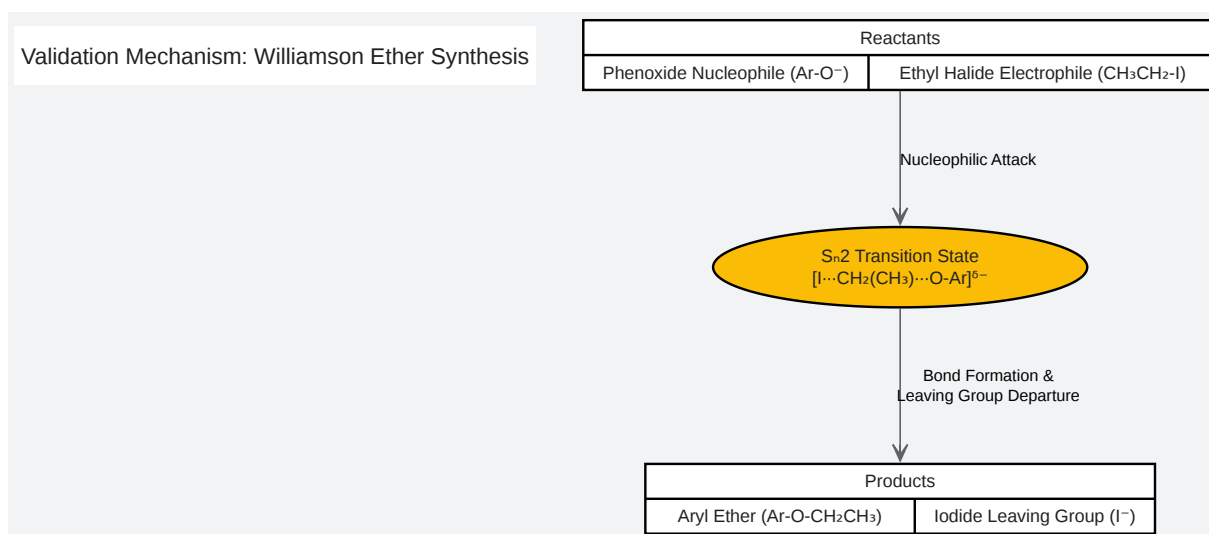 Validation Mechanism: Williamson Ether Synthesis
Reactants
Phenoxide Nucleophile (Ar-O⁻)
Ethyl Halide Electrophile (CH₃CH₂-I)
Nucleophilic Attack
Sₙ2 Transition State
[I···CH₂(CH₃)···O-Ar]ᵟ⁻
Bond Formation &
Leaving Group Departure
Products
Aryl Ether (Ar-O-CH₂CH₃)
Iodide Leaving Group (I⁻)